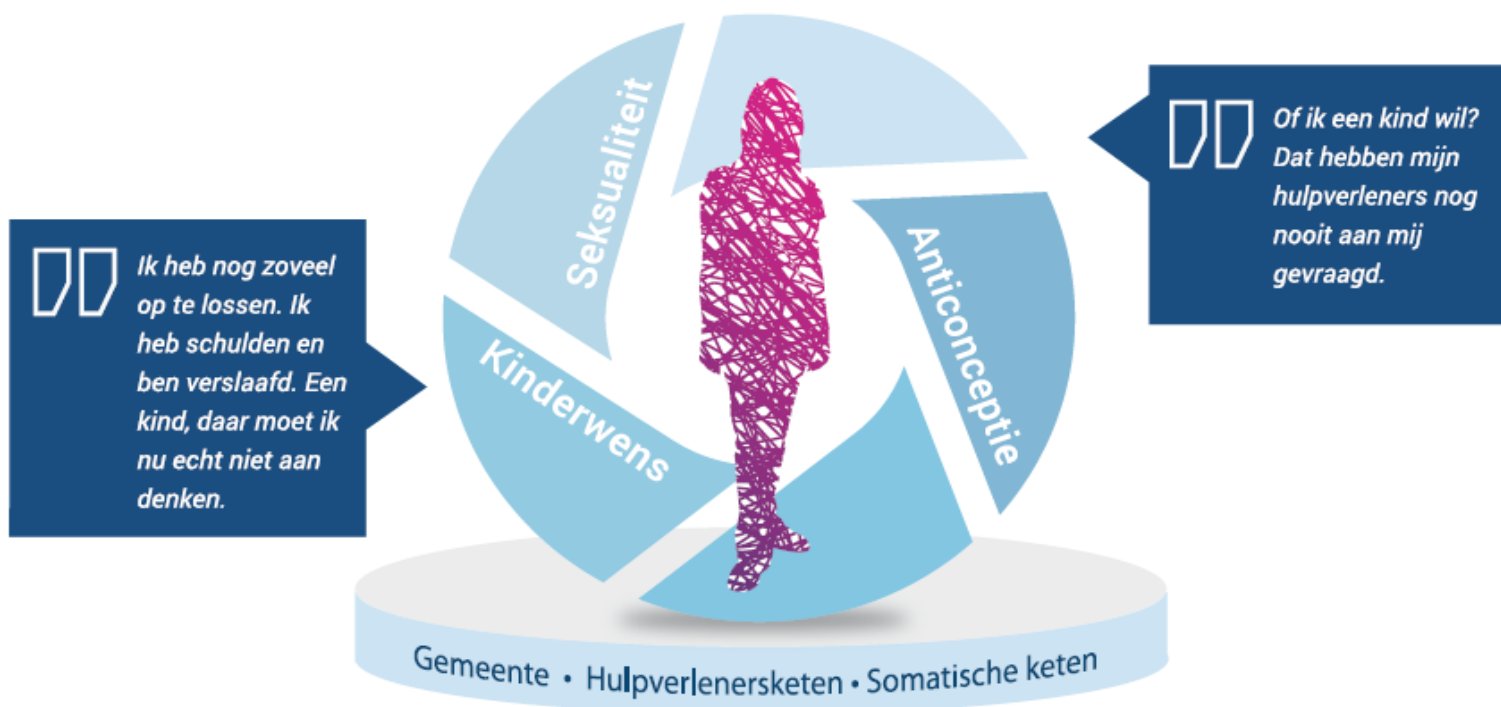 Seksualiteit
Of ik een kind wil?
Dat hebben mijn
hulpverleners nog
nooit aan mij
gevraagd.
Anticonceptie
Ik heb nog zoveel
op te lossen. Ik
heb schulden en
ben verslaafd. Een
kind, daar moet ik
nu echt niet aan
denken.
Kinderwens
Gemeente • Hulpverlenersketen • Somatische keten